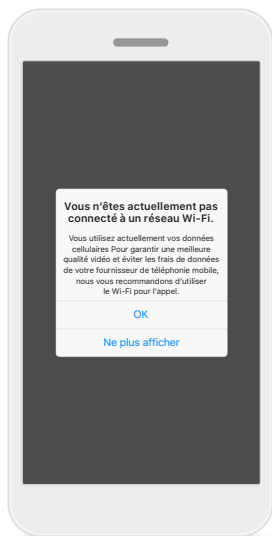 Vous n’êtes actuellement pas
connecté à un réseau Wi-Fi.
Vous utilisez actuellement vos données
cellulaires Pour garantir une meilleure
qualité vidéo et éviter les frais de données
de votre fournisseur de téléphonie mobile,
nous vous recommandons d’utiliser
le Wi-Fi pour l’appel.
OK
Ne plus afficher